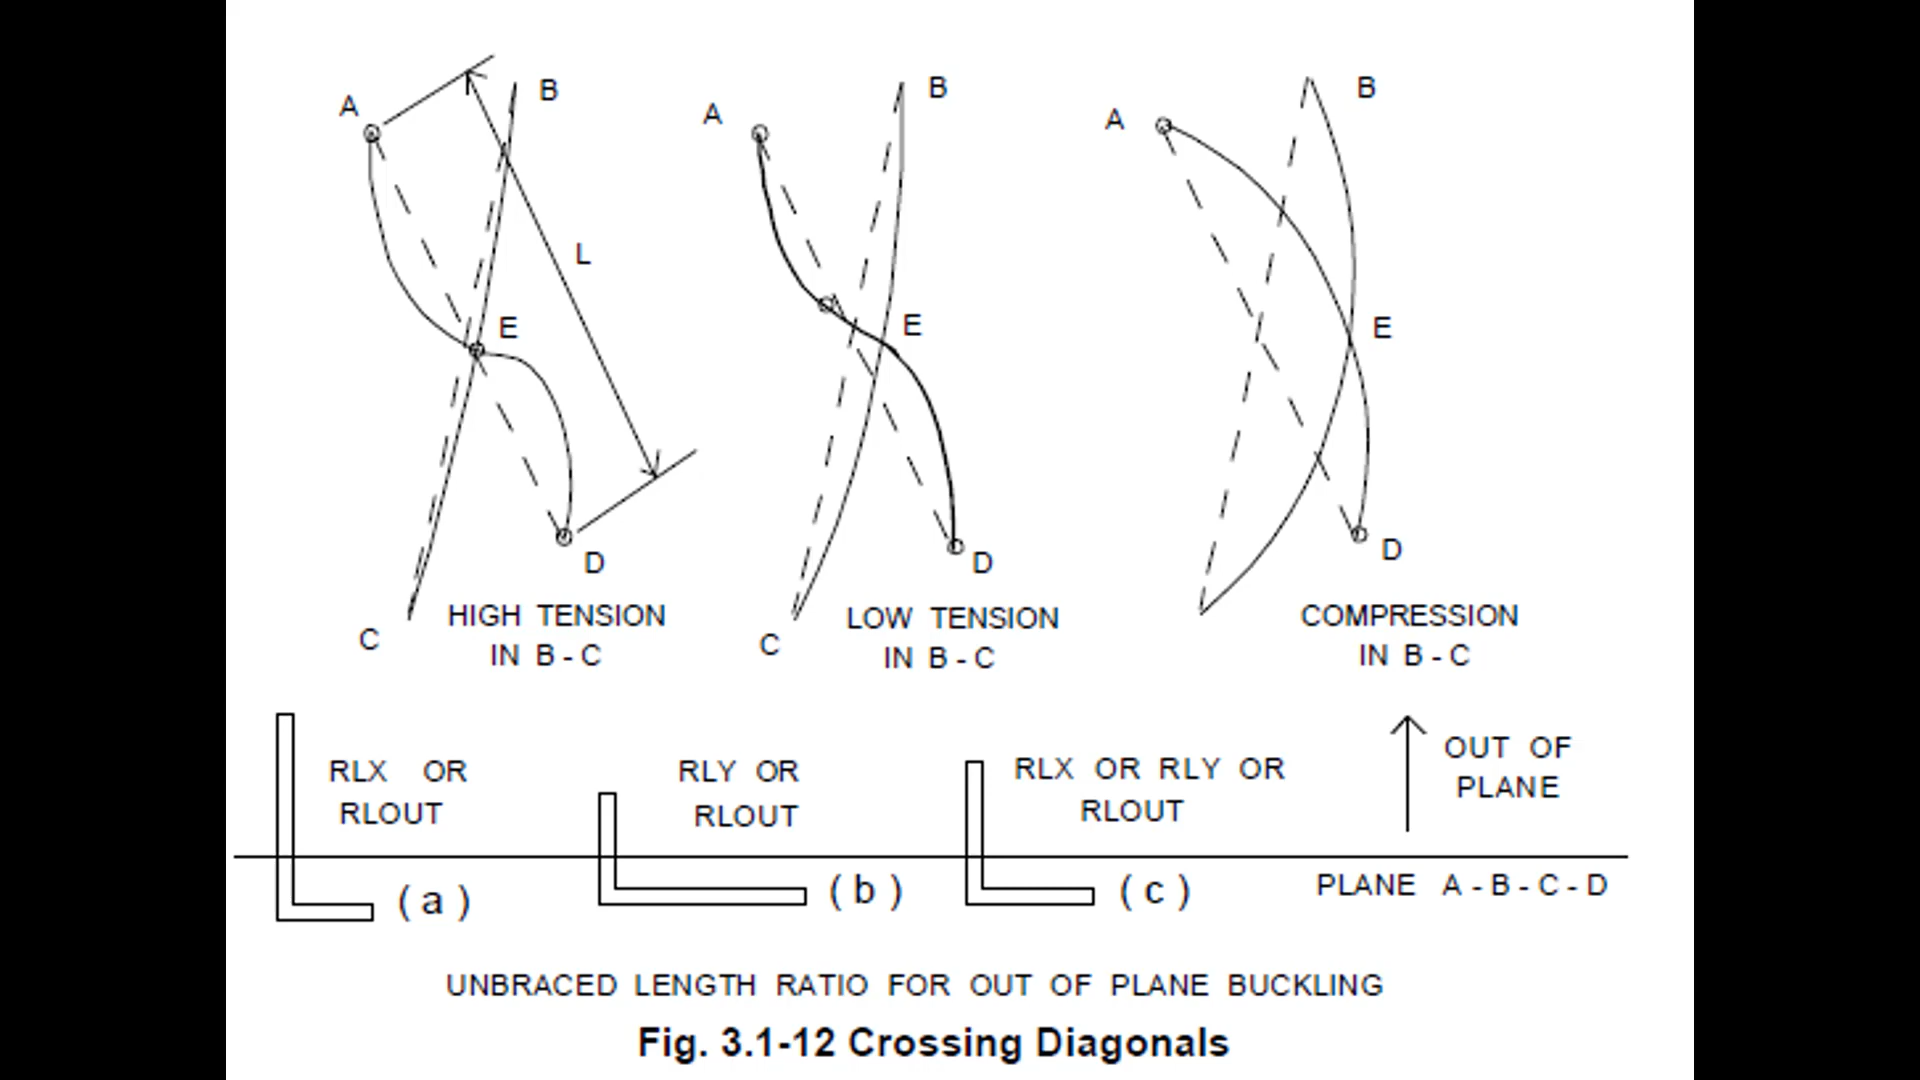 A
B
L
E
D
C
HIGH TENSION
IN B - C
A
B
E
D
C
LOW TENSION
IN B - C
A
B
E
D
COMPRESSION
IN B - C
RLX OR
RLOUT
(a)
RLY OR
RLOUT
(b)
RLX OR RLY OR
RLOUT
(c)
OUT OF
PLANE
PLANE A - B - C - D
UNBRACED LENGTH RATIO FOR OUT OF PLANE BUCKLING
Fig. 3.1-12 Crossing Diagonals